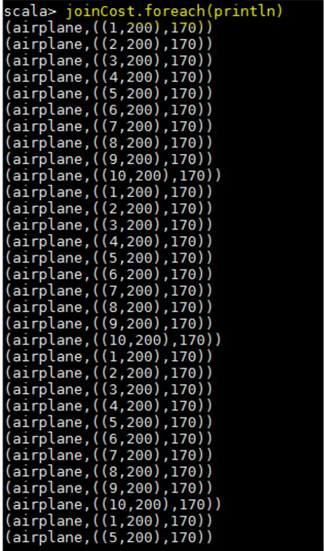 scala> joinCost.foreach(println)
(airplane,((1,200),170))
(airplane,((2,200),170))
(airplane,((3,200),170))
(airplane,((4,200),170))
(airplane,((5,200),170))
(airplane,((6,200),170))
(airplane,((7,200),170))
(airplane,((8,200),170))
(airplane,((9,200),170))
(airplane,((10,200),170))
(airplane,((1,200),170))
(airplane,((2,200),170))
(airplane,((3,200),170))
(airplane,((4,200),170))
(airplane,((5,200),170))
(airplane,((6,200),170))
(airplane,((7,200),170))
(airplane,((8,200),170))
(airplane,((9,200),170))
(airplane,((10,200),170))
(airplane,((1,200),170))
(airplane,((2,200),170))
(airplane,((3,200),170))
(airplane,((4,200),170))
(airplane,((5,200),170))
(airplane,((6,200),170))
(airplane,((7,200),170))
(airplane,((8,200),170))
(airplane,((9,200),170))
(airplane,((10,200),170))
(airplane,((1,200),170))
(airplane,((5,200),170))